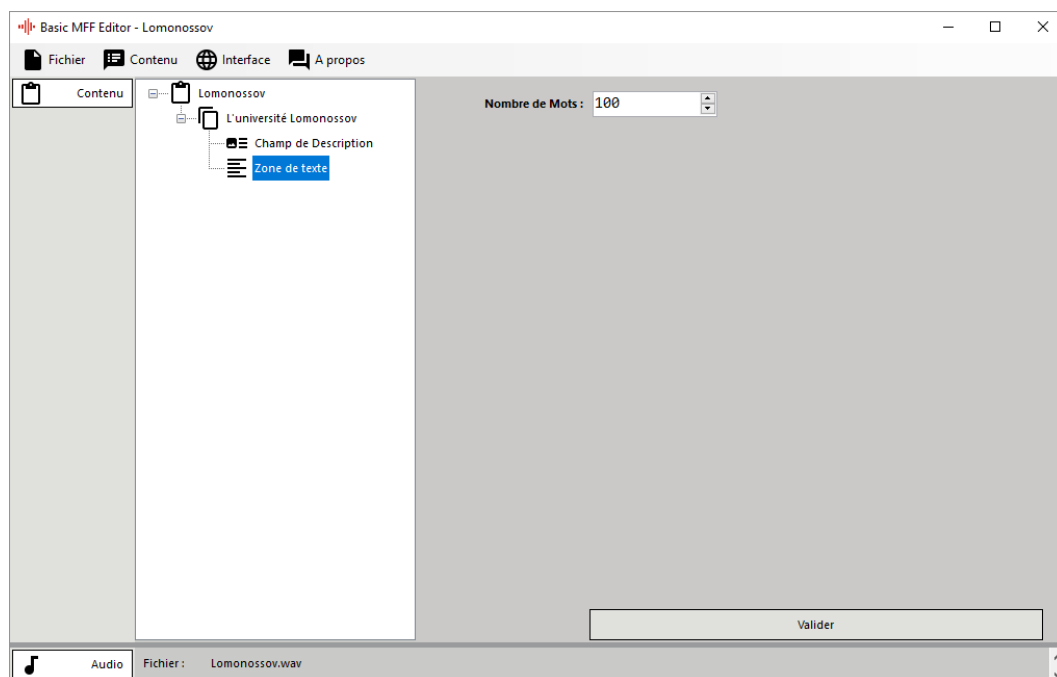 Basic MFF Editor - Lomonossov
Fichier Contenu Interface A propos
Contenu
Lomonossov
L'université Lomonossov
Champ de Description
Zone de texte
Nombre de Mots : 100
Valider
Audio Fichier : Lomonossov.wav